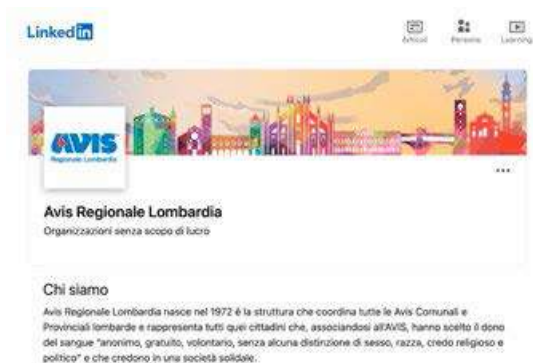 Linked in
Articoli Persone Learning
AVIS
Regionale Lombardia
...
Avis Regionale Lombardia
Organizzazioni senza scopo di lucro
Chi siamo
Avis Regionale Lombardia nasce nel 1972 è la struttura che coordina tutte le Avis Comunali e
Provinciali lombarde e rappresenta tutti quei cittadini che, associandosi all'AVIS, hanno scelto il dono
del sangue "anonimo, gratuito, volontario, senza alcuna distinzione di sesso, razza, credo religioso e
politico" e che credono in una società solidale.